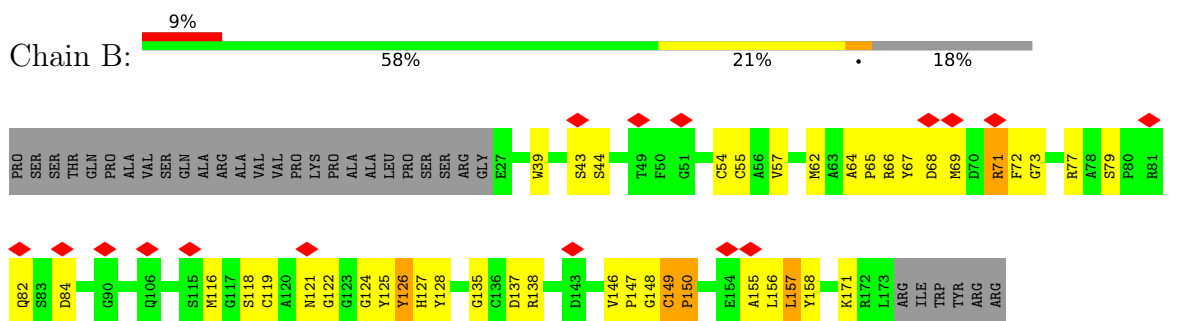 9%
Chain B:
58% 21% • 18%
PRO SER SER THR GLN PRO ALA VAL SER GLN ALA ARG ALA VAL VAL PRO LYS PRO ALA ALA LEU PRO SER SER ARG GLY E27 W39 S43 S44 T49 F50 G51 C54 C55 A56 V57 M62 A63 A64 P65 R66 Y67 D68 M69 D70 R71 F72 G73 R77 A78 S79 P80 R81
Q82 S83 D84 G90 Q106 S115 M116 G117 S118 C119 A120 N121 G122 G123 G124 Y125 Y126 H127 Y128 G135 C136 D137 R138 D143 V146 P147 G148 C149 P150 E154 A155 L156 L157 Y158 K171 R172 L173 ARG ILE TRP TYR ARG ARG